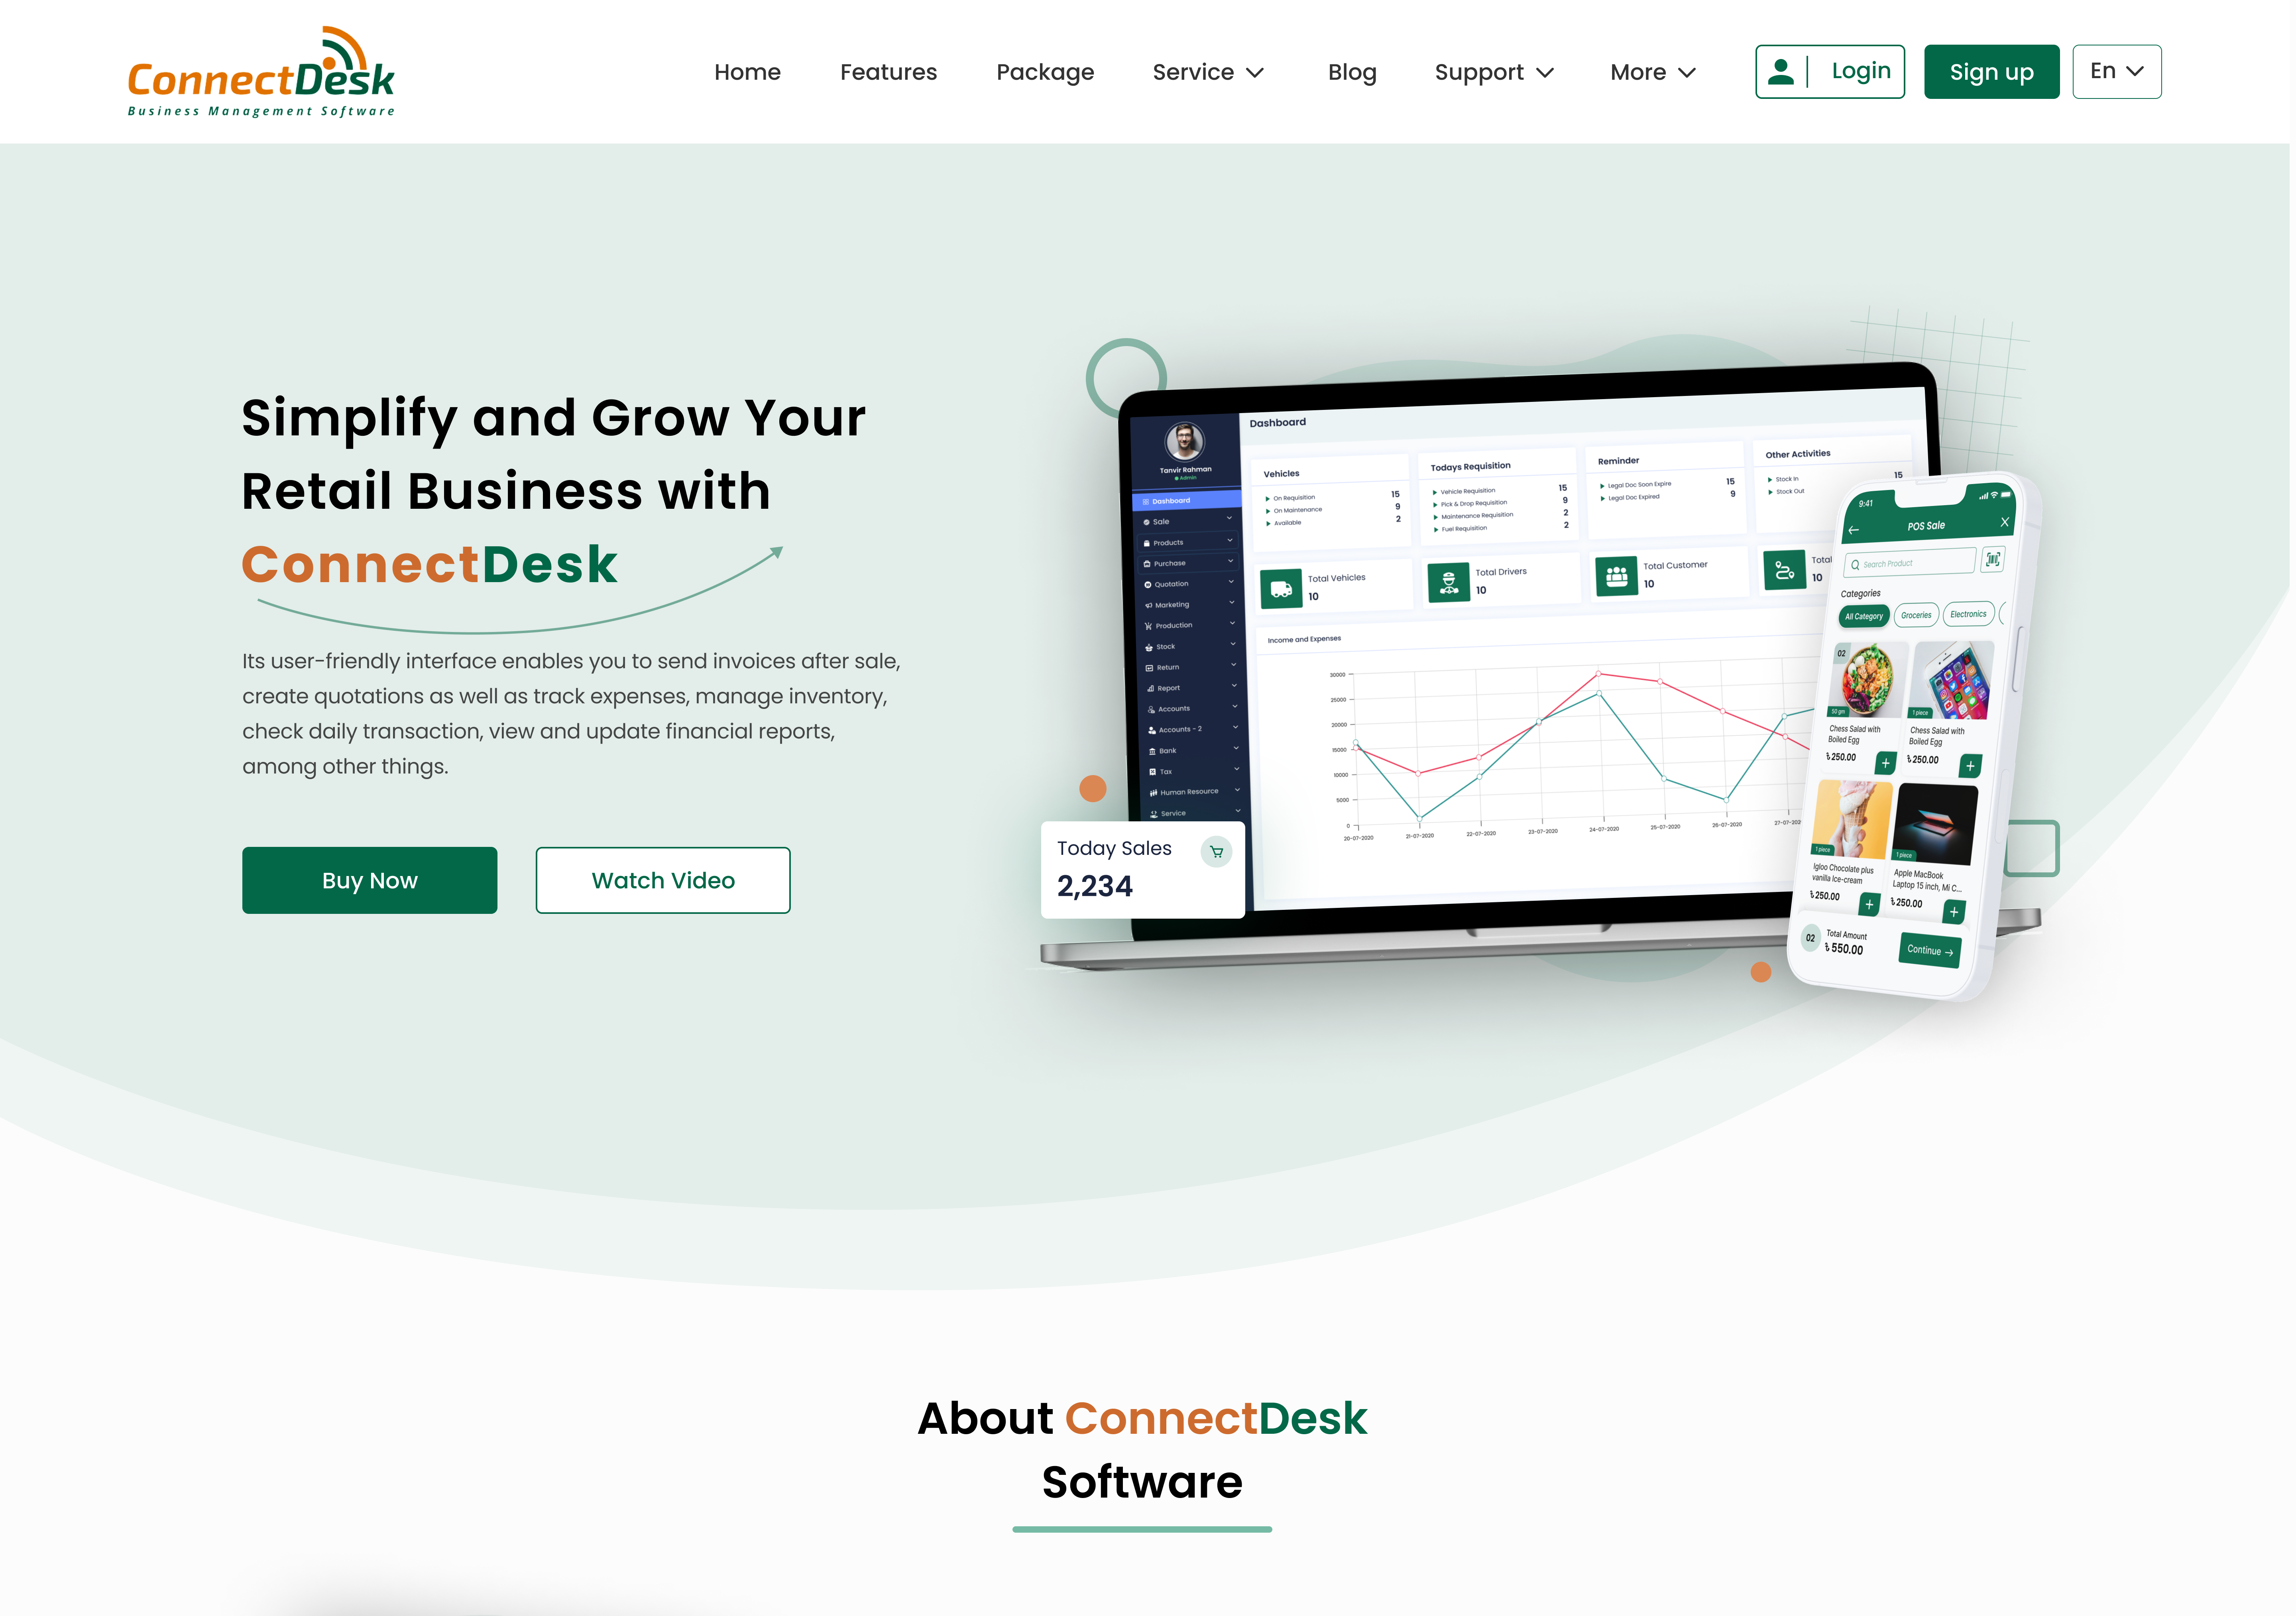 ConnectDesk
Business Management Software
Home
Features
Package
Service
Blog
Support
More
Login
Sign up
En
Simplify and Grow Your
Retail Business with
ConnectDesk
Its user-friendly interface enables you to send invoices after sale,
create quotations as well as track expenses, manage inventory,
check daily transaction, view and update financial reports,
among other things.
Buy Now
Watch Video
Tanvir Rahman
Admin
Dashboard
Sale
Products
Purchase
Quotation
Marketing
Production
Stock
Return
Report
Accounts
Accounts - 2
Bank
Tax
Human Resource
Service
Dashboard
Vehicles
On Requisition 15
On Maintenance 9
Available 2
Todays Requisition
Vehicle Requisition 15
Pick & Drop Requisition 9
Maintenance Requisition 2
Fuel Requisition 2
Reminder
Legal Doc Soon Expire 15
Legal Doc Expired 9
Other Activities
Stock In 15
Stock Out
Total Vehicles
10
Total Drivers
10
Total Customer
10
Total
10
Income and Expenses
30000
25000
20000
15000
10000
5000
0
20-07-2020
21-07-2020
22-07-2020
23-07-2020
24-07-2020
25-07-2020
26-07-2020
27-07-202
Today Sales
2,234
9:41
POS Sale
X
Search Product
Categories
All Category
Groceries
Electronics
02
50 gm
1 piece
Chess Salad with
Boiled Egg
৳ 250.00
Chess Salad with
Boiled Egg
৳ 250.00
1 piece
1 piece
Igloo Chocolate plus
vanilla Ice-cream
৳ 250.00
Apple MacBook
Laptop 15 inch, Mi C...
৳ 250.00
02
Total Amount
৳ 550.00
Continue
About ConnectDesk
Software